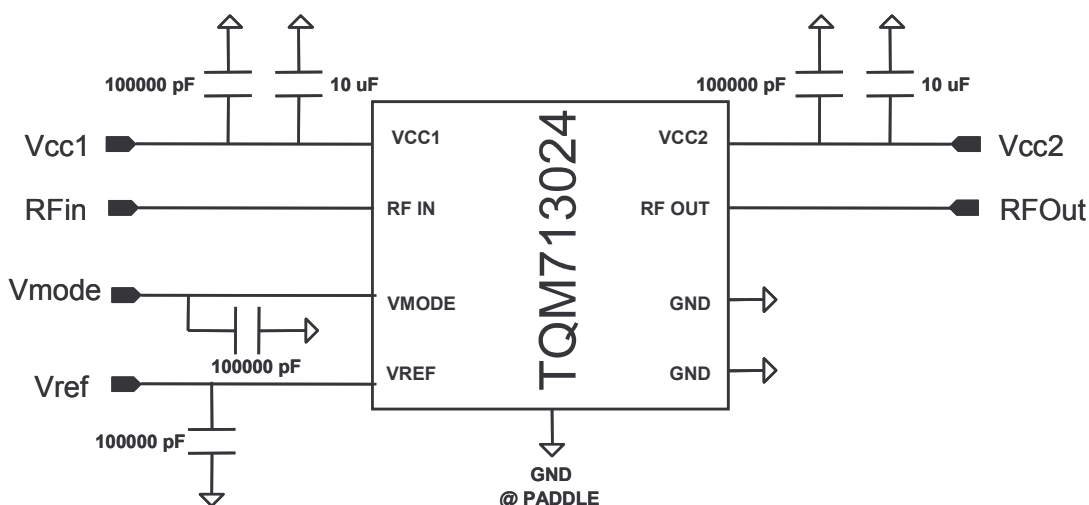 100000 pF
10 uF
100000 pF
10 uF
Vcc1
VCC1
TQM713024
VCC2
Vcc2
RFin
RF IN
RF OUT
RFOut
Vmode
VMODE
GND
100000 pF
Vref
VREF
GND
100000 pF
GND
@ PADDLE